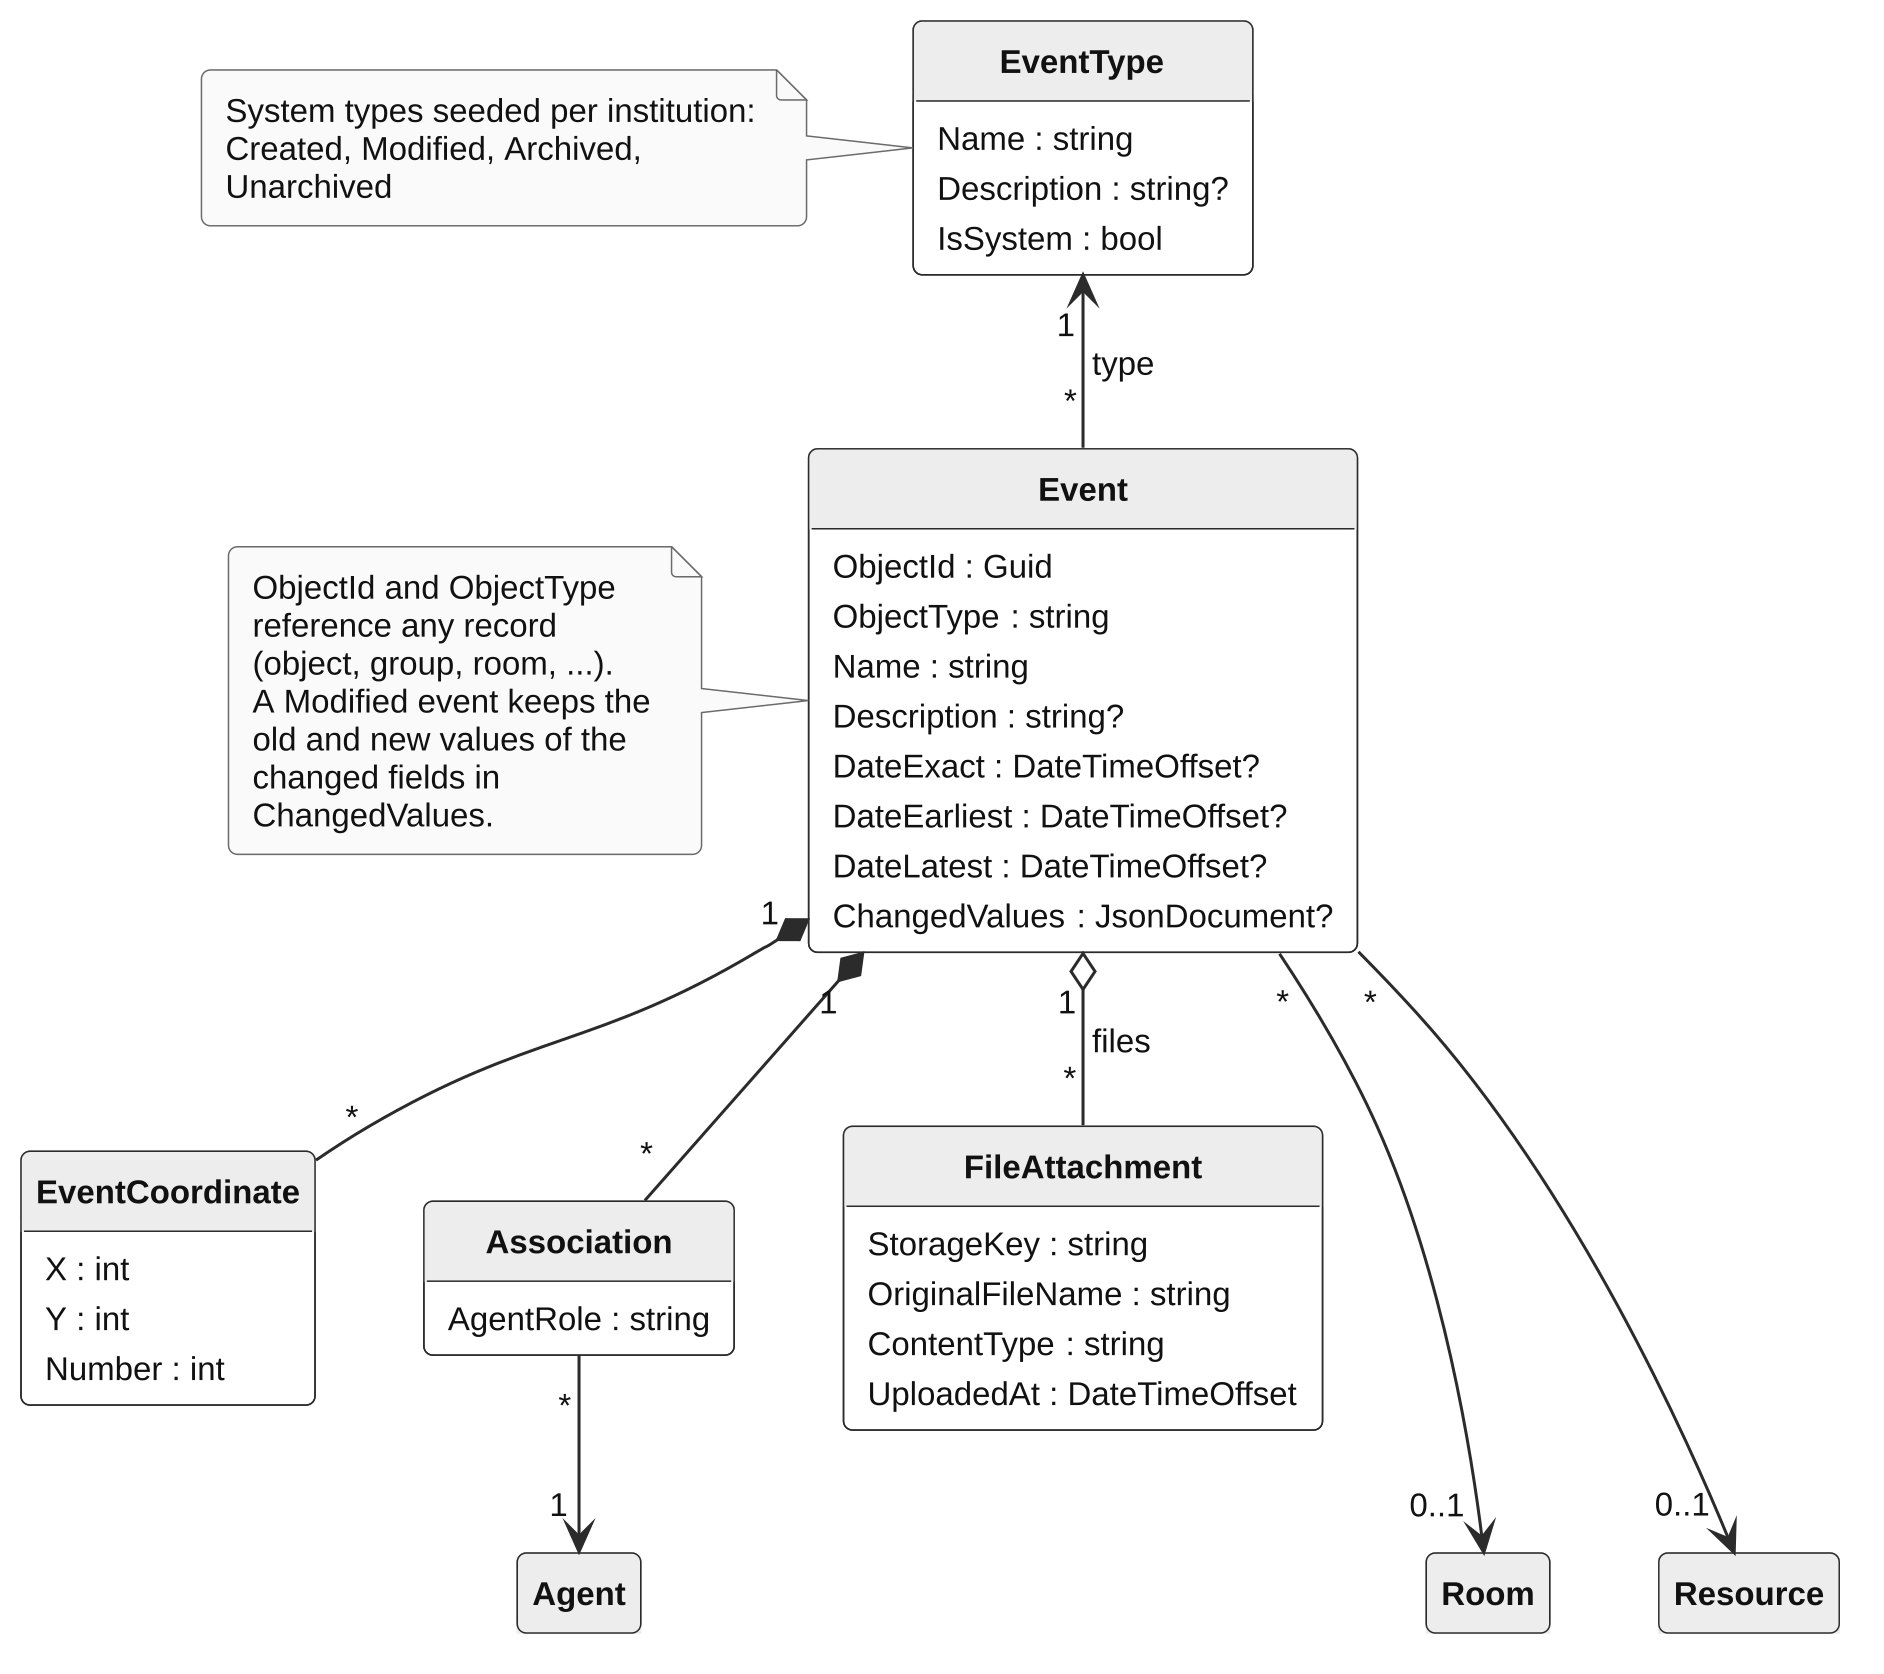 EventType
Name : string
Description : string?
IsSystem : bool
System types seeded per institution:
Created, Modified, Archived,
Unarchived
1
type
*
Event
ObjectId : Guid
ObjectType : string
Name : string
Description : string?
DateExact : DateTimeOffset?
DateEarliest : DateTimeOffset?
DateLatest : DateTimeOffset?
ChangedValues : JsonDocument?
ObjectId and ObjectType
reference any record
(object, group, room, ...).
A Modified event keeps the
old and new values of the
changed fields in
ChangedValues.
1
1
1
*
*
files
*
*
*
EventCoordinate
X : int
Y : int
Number : int
Association
AgentRole : string
FileAttachment
StorageKey : string
OriginalFileName : string
ContentType : string
UploadedAt : DateTimeOffset
*
1
0..1
0..1
Agent
Room
Resource